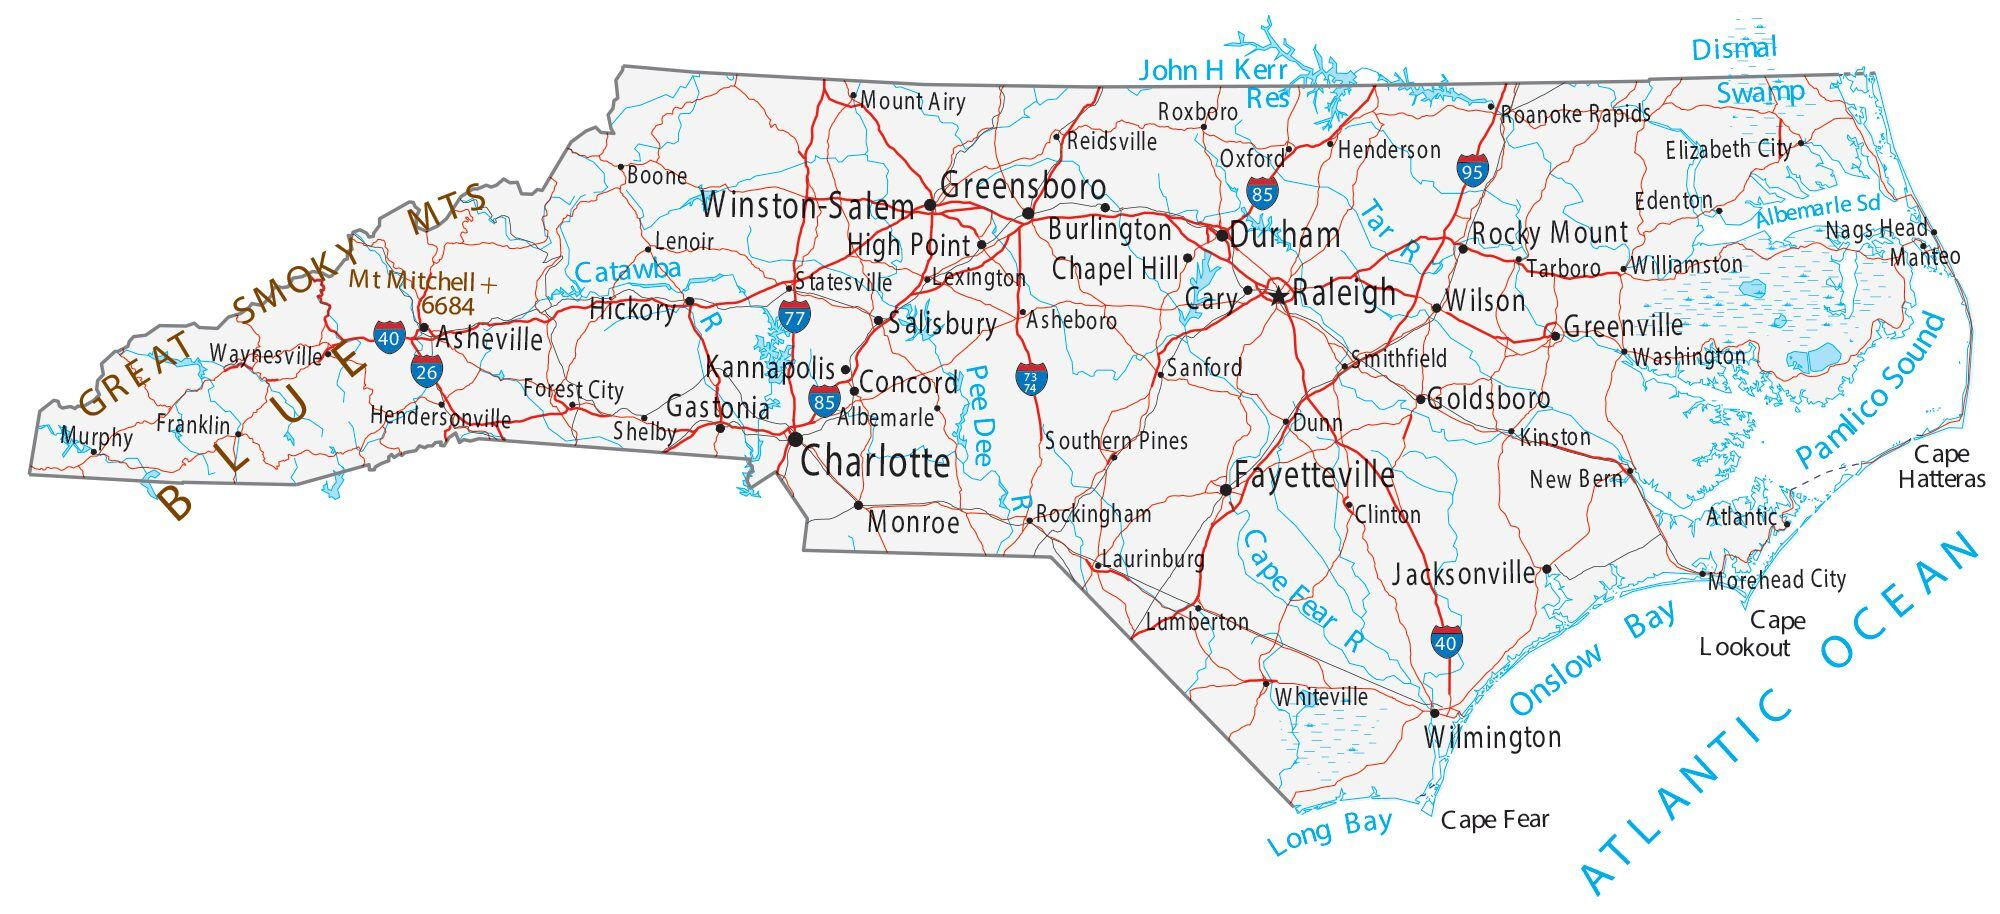 Dismal
Swamp
John H Kerr
Res
Mount Airy
Roxboro
Roanoke Rapids
Reidsville
Oxford
Henderson
Elizabeth City
Boone
95
85
GREAT SMOKY MTS
Winston-Salem
Greensboro
Edenton
Albemarle Sd
Tar R
Nags Head
Burlington
Durham
Rocky Mount
Lenoir
High Point
Manteo
Chapel Hill
Tarboro
Williamston
Catawba R
Mt Mitchell +
6684
Statesville
Lexington
Cary
Raleigh
Wilson
Hickory
77
Salisbury
Asheboro
Greenville
40
Asheville
Waynesville
26
Kannapolis
Sanford
Smithfield
Washington
Pamlico Sound
BLUE
73
74
Forest City
85
Concord
Pee Dee R
Goldsboro
Hendersonville
Gastonia
Albemarle
Murphy
Franklin
Shelby
Dunn
Kinston
Southern Pines
Charlotte
Cape
Hatteras
Fayetteville
New Bern
Monroe
Rockingham
Clinton
Atlantic
Laurinburg
Cape Fear R
Jacksonville
Morehead City
Lumberton
Cape
Lookout
Onslow Bay
40
ATLANTIC OCEAN
Whiteville
Wilmington
Long Bay
Cape Fear